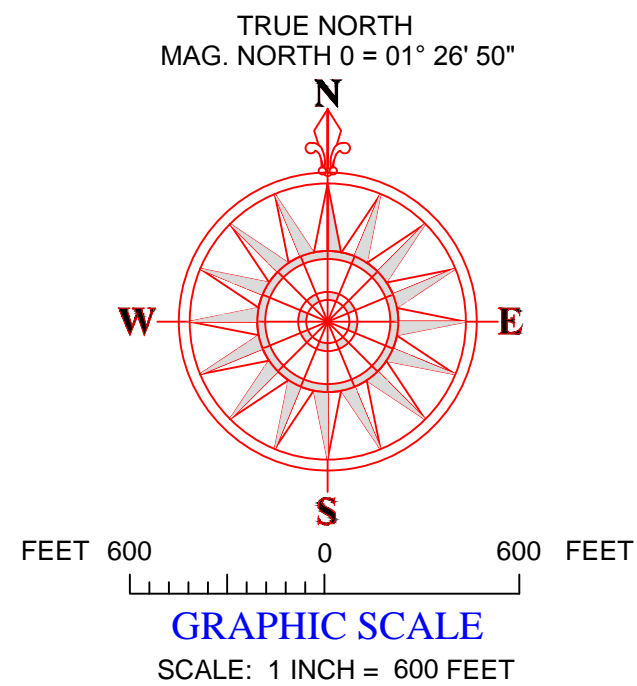 TRUE NORTH
MAG. NORTH 0 = 01° 26' 50"
N
W E
S
FEET 600 0 600 FEET
GRAPHIC SCALE
SCALE: 1 INCH = 600 FEET